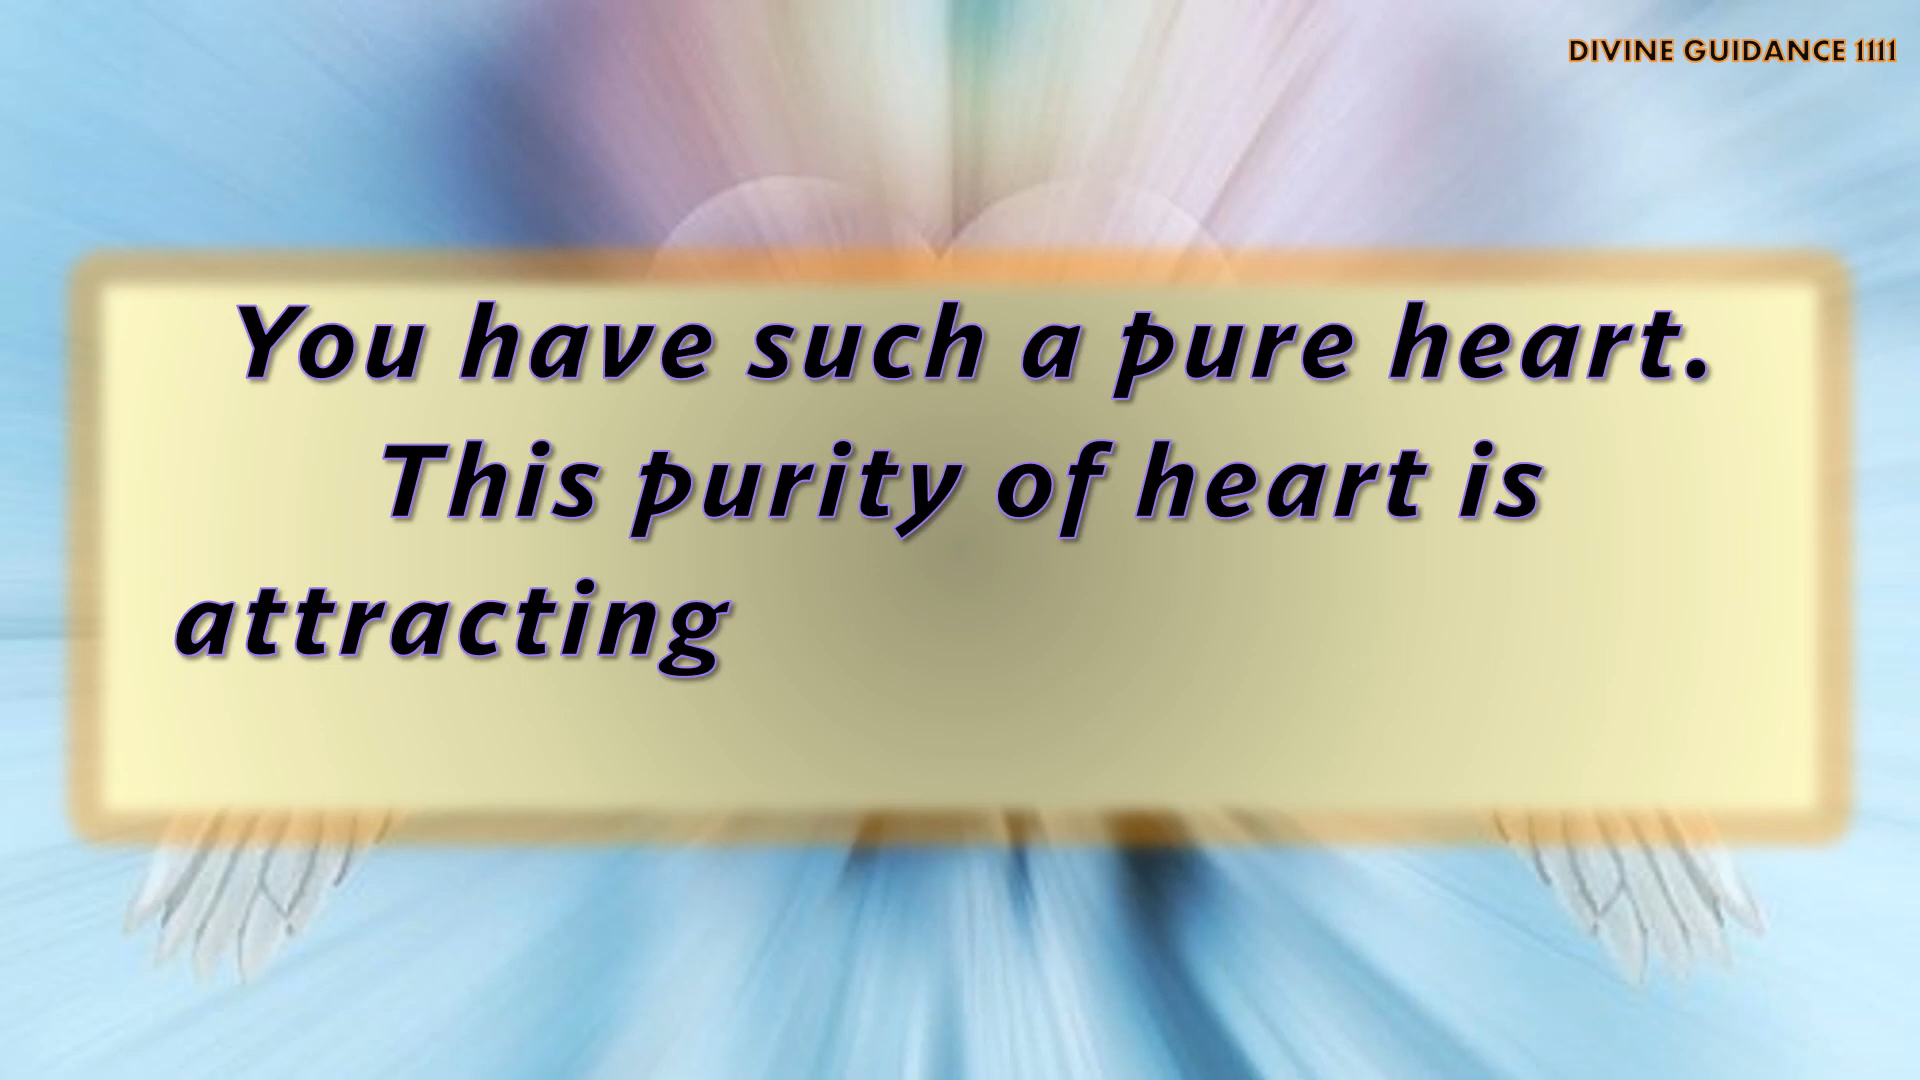 DIVINE GUIDANCE 1111
You have such a pure heart.
This purity of heart is
attracting